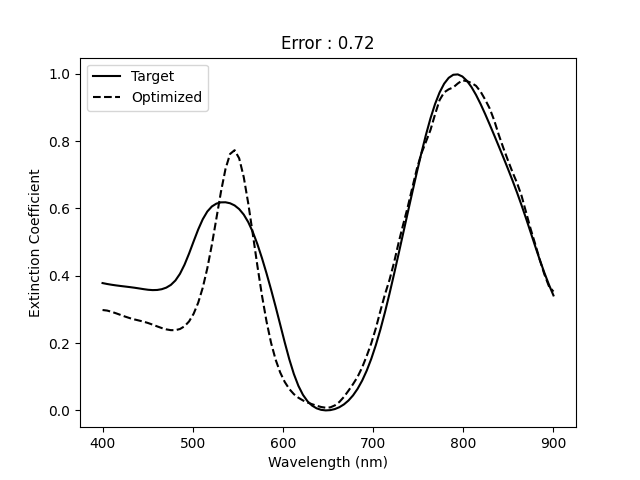 Error : 0.72
Target
Optimized
Extinction Coefficient
1.0
0.8
0.6
0.4
0.2
0.0
400 500 600 700 800 900
Wavelength (nm)